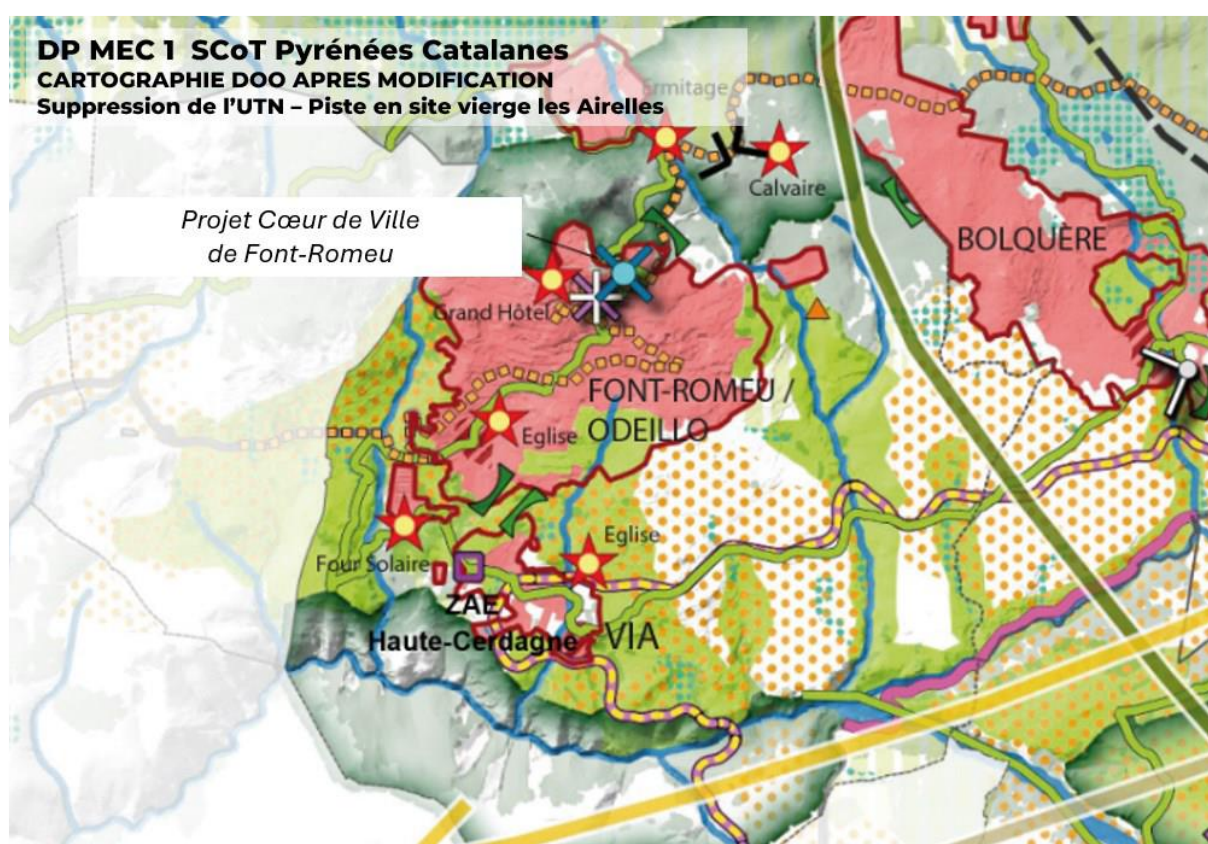 DP MEC 1 SCoT Pyrénées Catalanes
CARTOGRAPHIE DOO APRES MODIFICATION
Suppression de l'UTN – Piste en site vierge les Airelles
Ermitage
Calvaire
Projet Cœur de Ville
de Font-Romeu
BOLQUÈRE
Grand Hôtel
FONT-ROMEU /
ODEILLO
Eglise
Eglise
Four Solaire
ZAE
Haute-Cerdagne
VIA